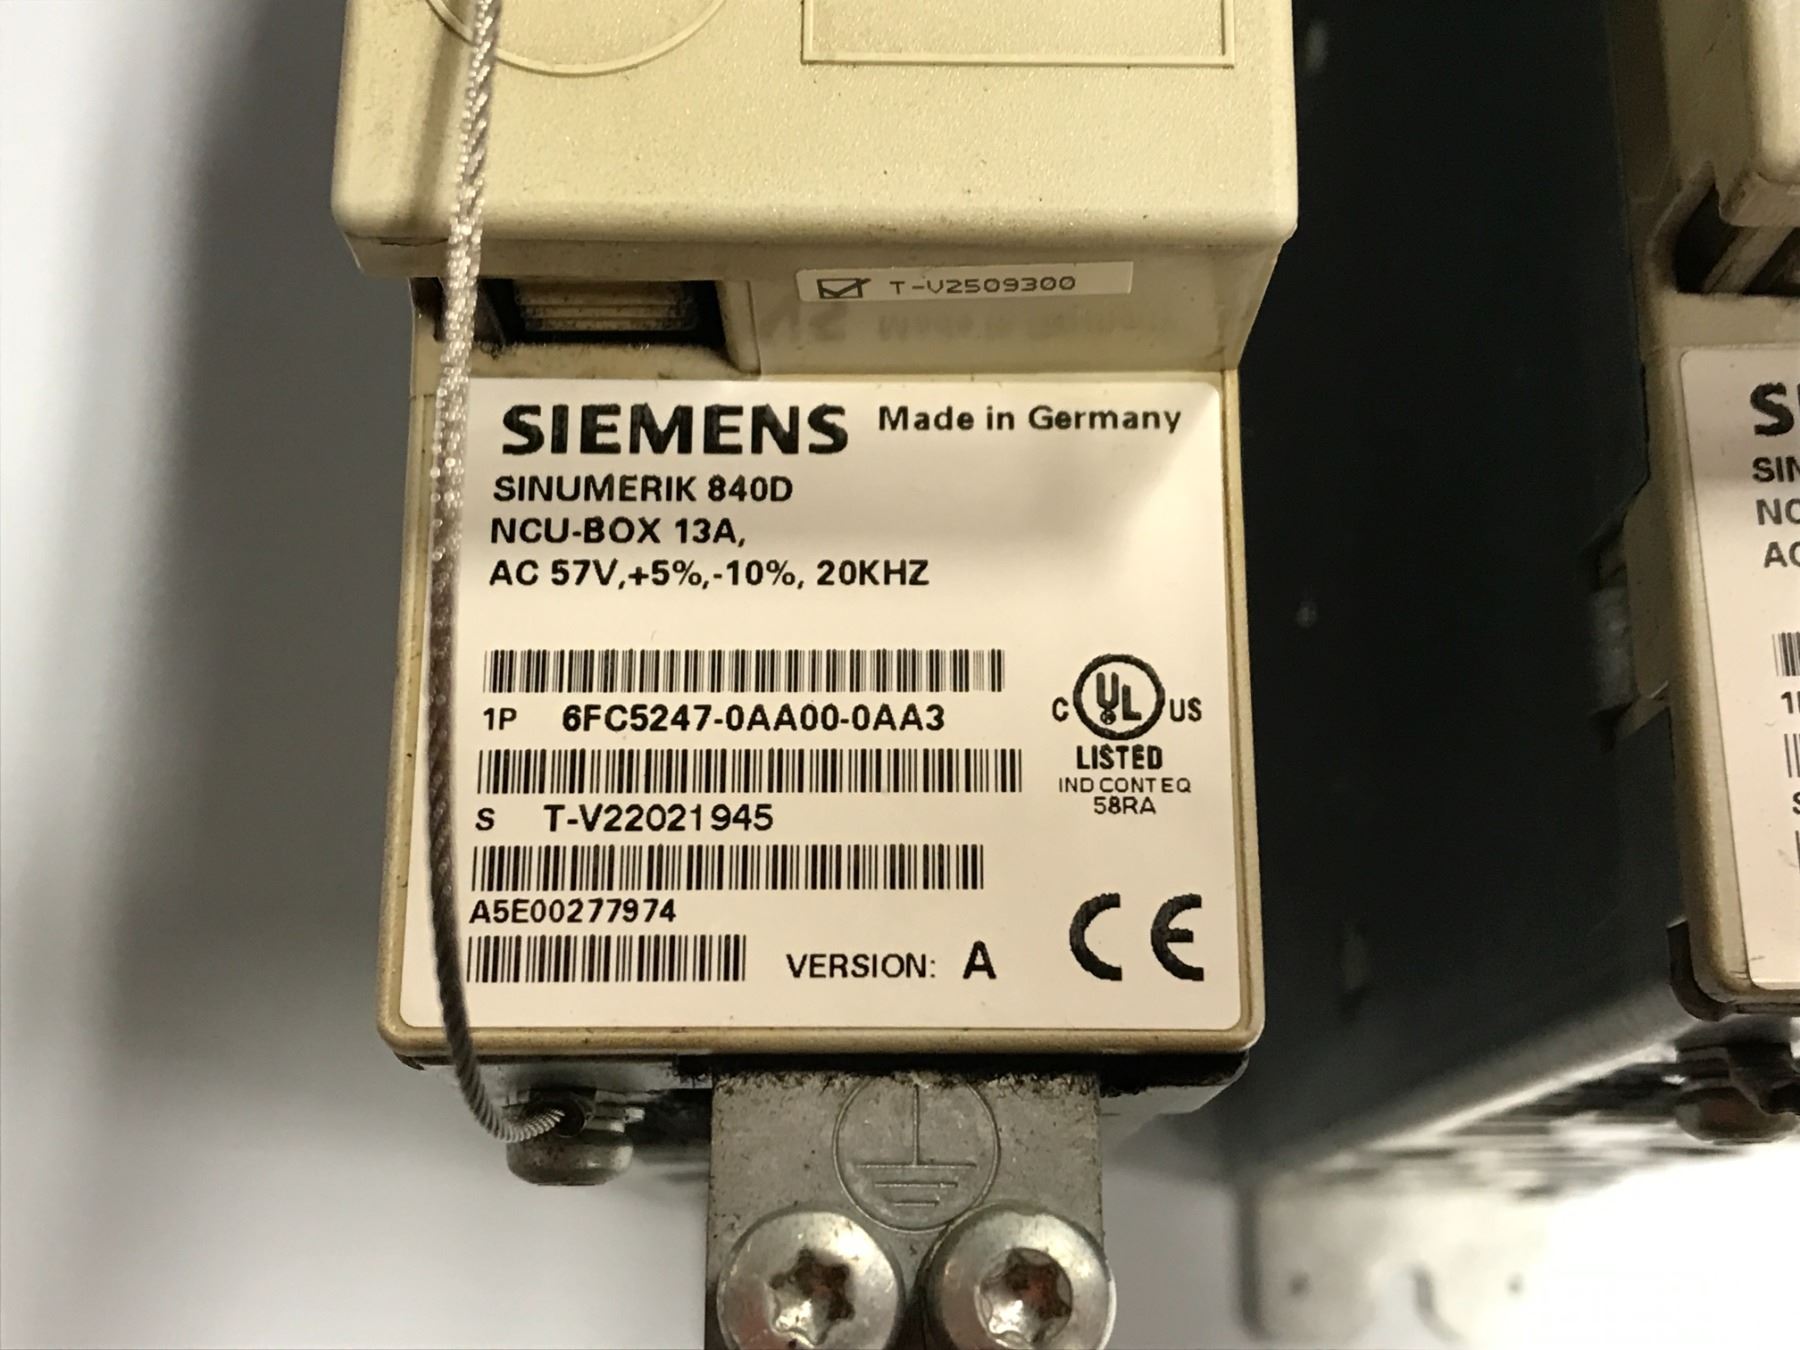 T-V2509300
SIEMENS Made in Germany
SINUMERIK 840D
NCU-BOX 13A,
AC 57V,+5%,-10%, 20KHZ
1P 6FC5247-0AA00-0AA3
C UL US
LISTED
IND CONT EQ
58RA
S T-V22021945
A5E00277974
VERSION: A
CE